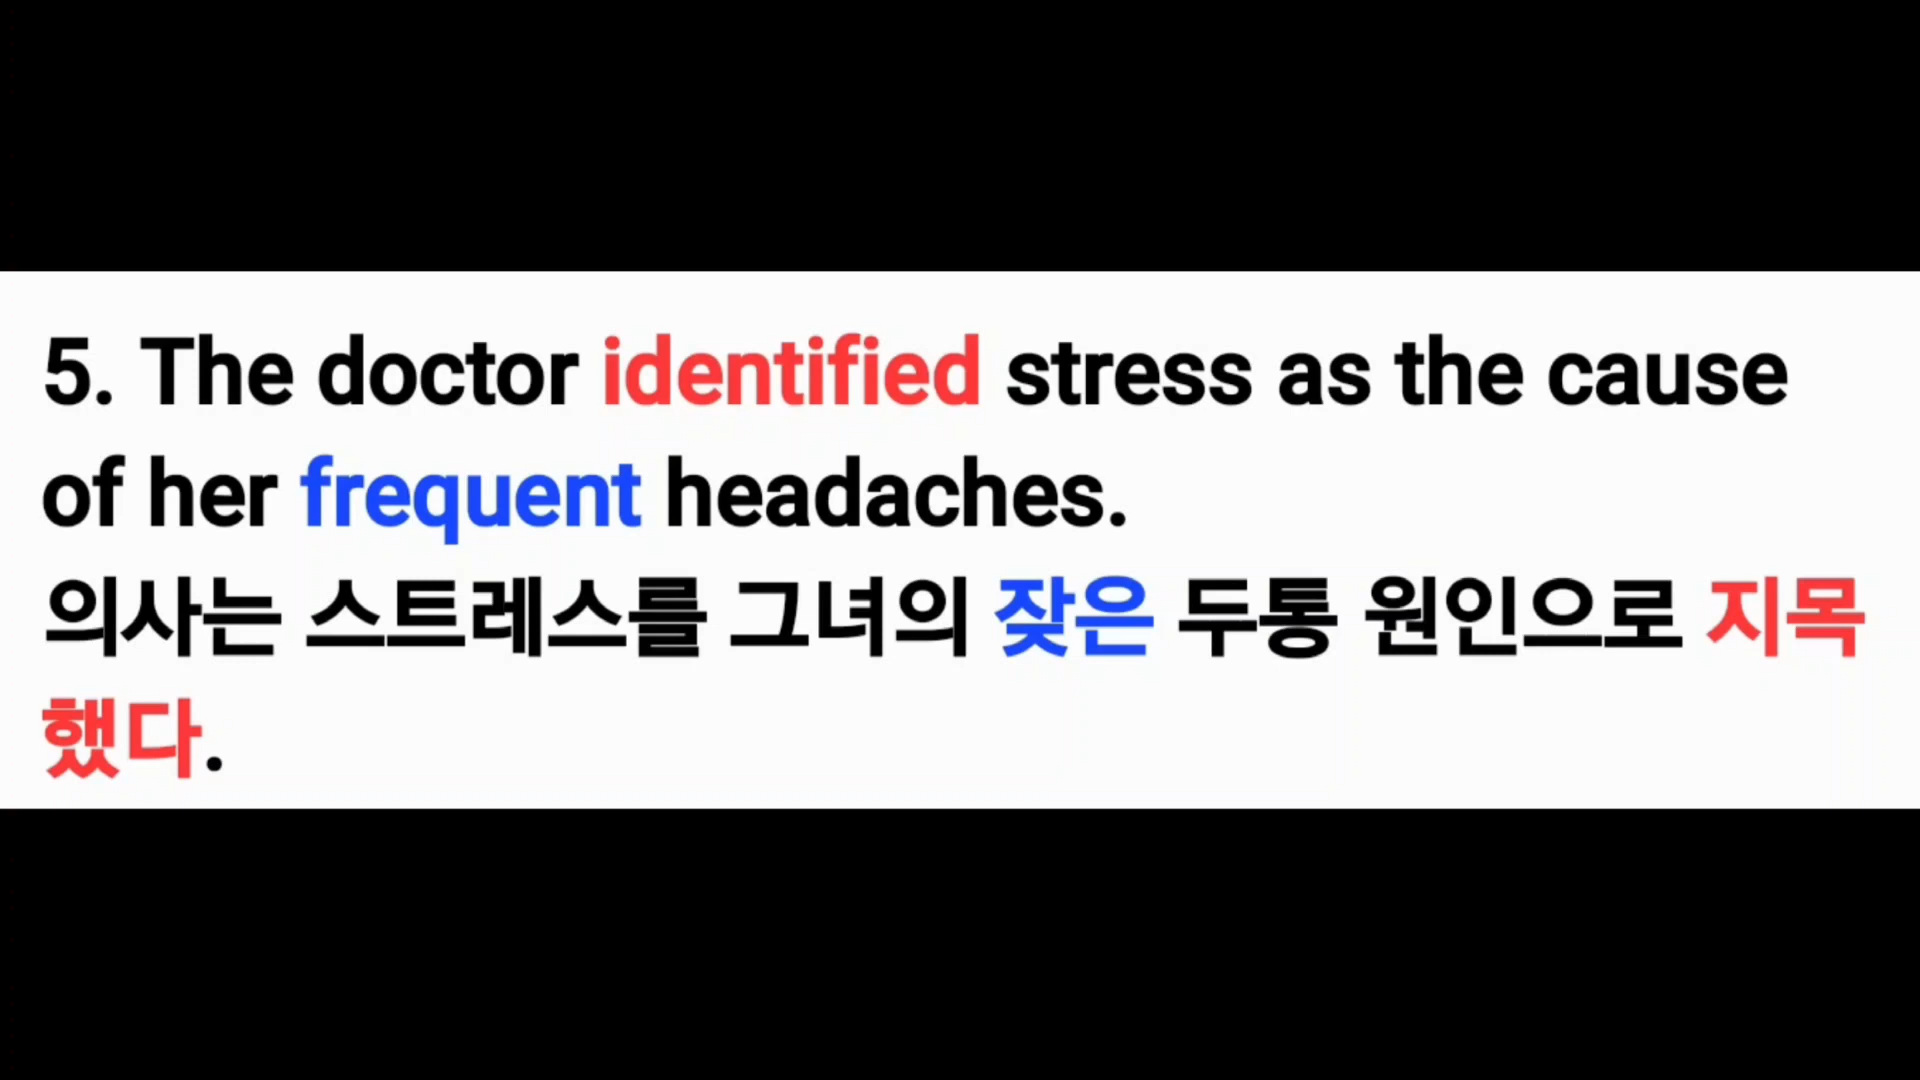 5. The doctor identified stress as the cause
of her frequent headaches.
의사는 스트레스를 그녀의 잦은 두통 원인으로 지목
했다.